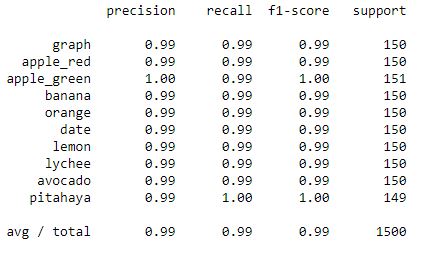 precision recall f1-score support
graph 0.99 0.99 0.99 150
apple_red 0.99 0.99 0.99 150
apple_green 1.00 0.99 1.00 151
banana 0.99 0.99 0.99 150
orange 0.99 0.99 0.99 150
date 0.99 0.99 0.99 150
lemon 0.99 0.99 0.99 150
lychee 0.99 0.99 0.99 150
avocado 0.99 0.99 0.99 150
pitahaya 0.99 1.00 1.00 149
avg / total 0.99 0.99 0.99 1500